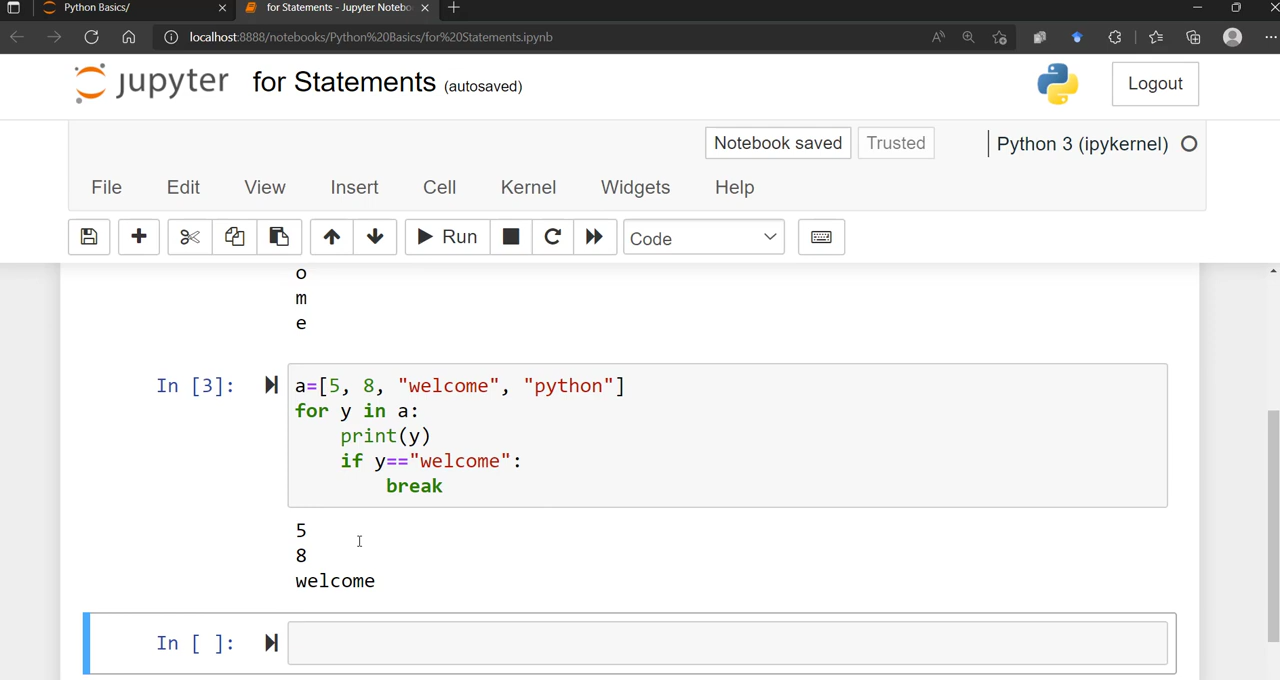 Python Basics/
for Statements - Jupyter Notebo
localhost:8888/notebooks/Python%20Basics/for%20Statements.ipynb
jupyter for Statements (autosaved)
Logout
Notebook saved Trusted Python 3 (ipykernel)
File Edit View Insert Cell Kernel Widgets Help
Run Code
o
m
e
In [3]: a=[5, 8, "welcome", "python"]
for y in a:
    print(y)
    if y=="welcome":
        break
5
8
welcome
In [ ]: